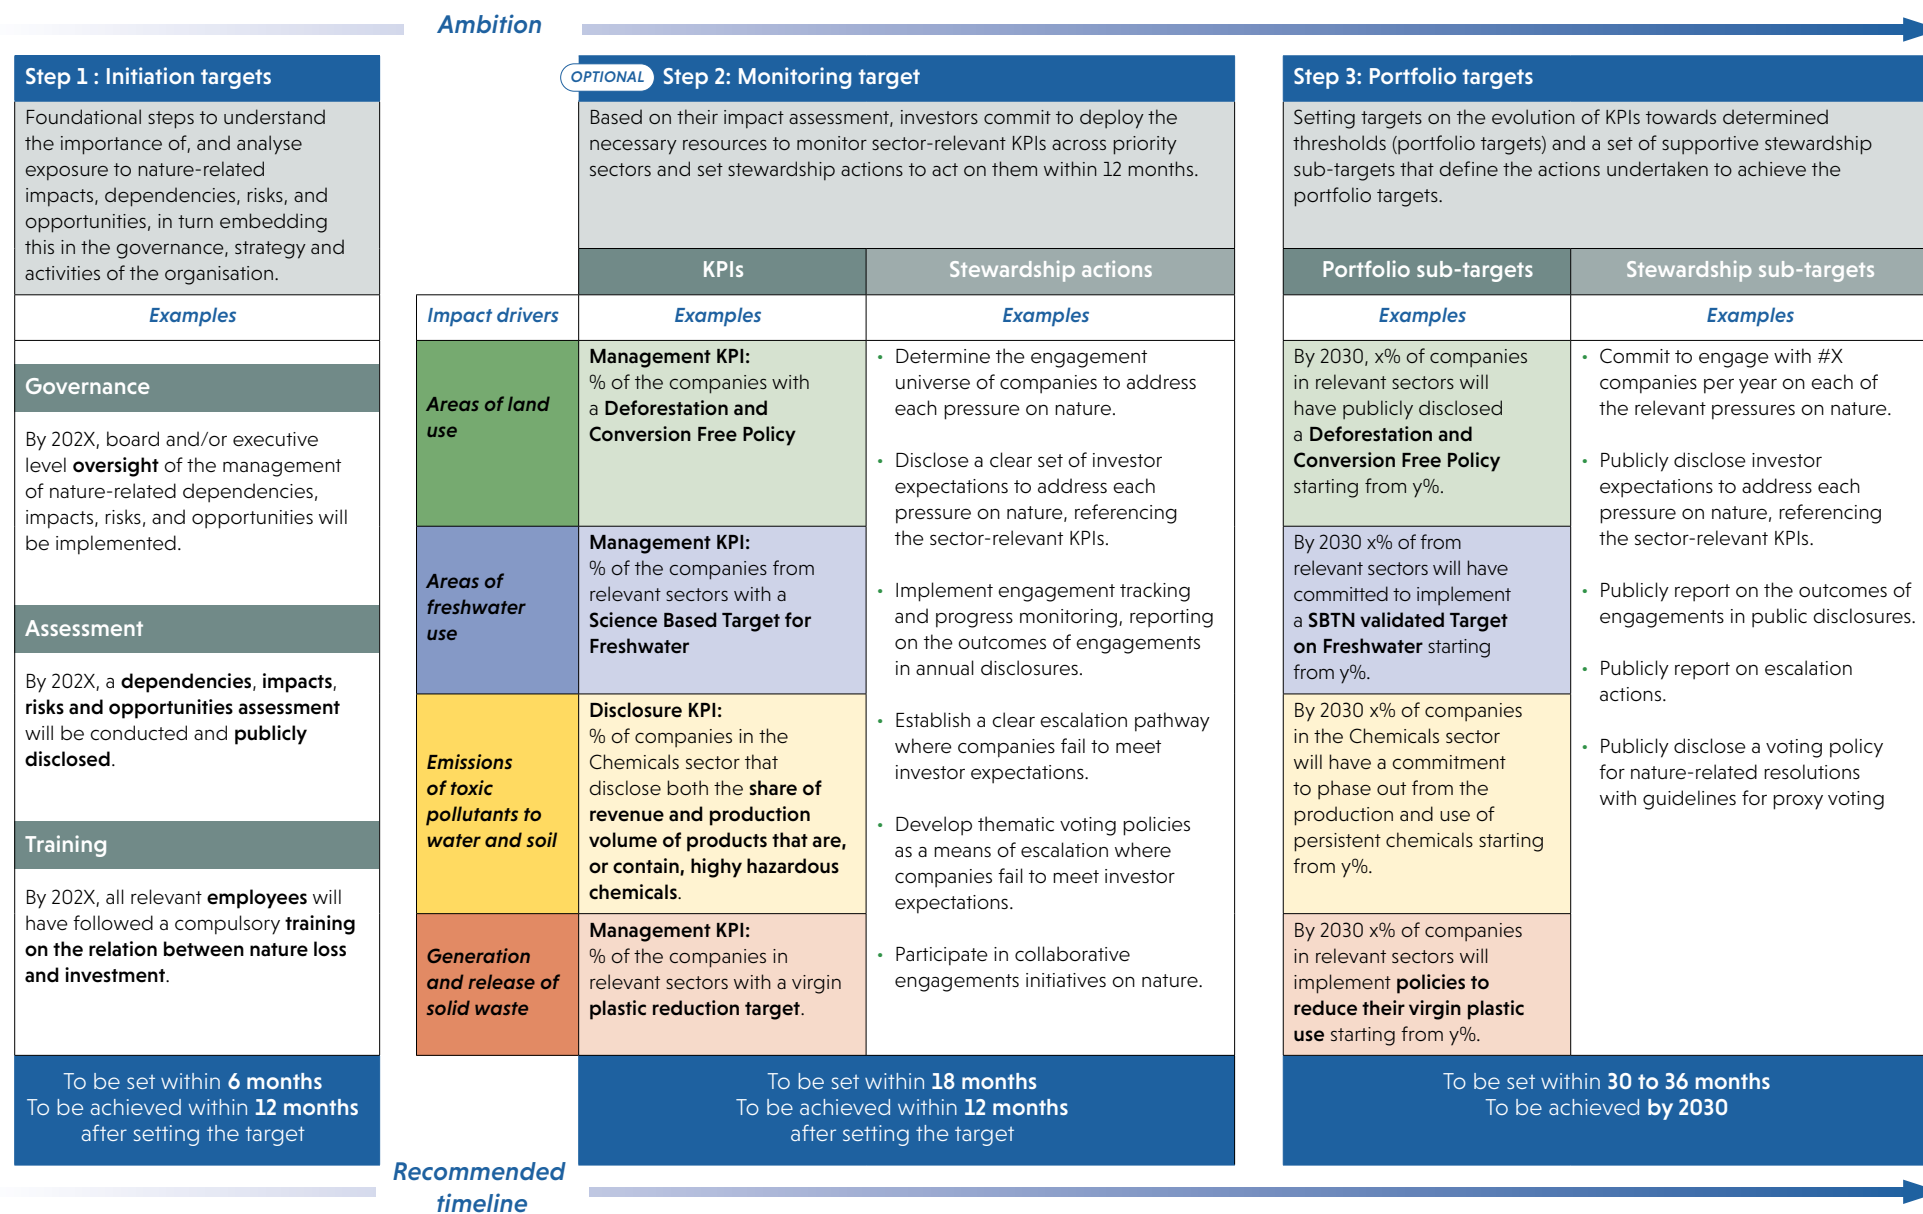 Ambition
Step 1 : Initiation targets
Foundational steps to understand
the importance of, and analyse
exposure to nature-related
impacts, dependencies, risks, and
opportunities, in turn embedding
this in the governance, strategy and
activities of the organisation.
Examples
Governance
By 202X, board and/or executive
level oversight of the management
of nature-related dependencies,
impacts, risks, and opportunities will
be implemented.
Assessment
By 202X, a dependencies, impacts,
risks and opportunities assessment
will be conducted and publicly
disclosed.
Training
By 202X, all relevant employees will
have followed a compulsory training
on the relation between nature loss
and investment.
To be set within 6 months
To be achieved within 12 months
after setting the target
OPTIONAL Step 2: Monitoring target
Based on their impact assessment, investors commit to deploy the
necessary resources to monitor sector-relevant KPIs across priority
sectors and set stewardship actions to act on them within 12 months.
KPIs
Stewardship actions
Impact drivers
Examples
Examples
Areas of land
use
Management KPI:
% of the companies with
a Deforestation and
Conversion Free Policy
Areas of
freshwater
use
Management KPI:
% of the companies from
relevant sectors with a
Science Based Target for
Freshwater
Emissions
of toxic
pollutants to
water and soil
Disclosure KPI:
% of companies in the
Chemicals sector that
disclose both the share of
revenue and production
volume of products that are,
or contain, highy hazardous
chemicals.
Generation
and release of
solid waste
Management KPI:
% of the companies in
relevant sectors with a virgin
plastic reduction target.
• Determine the engagement
universe of companies to address
each pressure on nature.
• Disclose a clear set of investor
expectations to address each
pressure on nature, referencing
the sector-relevant KPIs.
• Implement engagement tracking
and progress monitoring, reporting
on the outcomes of engagements
in annual disclosures.
• Establish a clear escalation pathway
where companies fail to meet
investor expectations.
• Develop thematic voting policies
as a means of escalation where
companies fail to meet investor
expectations.
• Participate in collaborative
engagements initiatives on nature.
To be set within 18 months
To be achieved within 12 months
after setting the target
Step 3: Portfolio targets
Setting targets on the evolution of KPIs towards determined
thresholds (portfolio targets) and a set of supportive stewardship
sub-targets that define the actions undertaken to achieve the
portfolio targets.
Portfolio sub-targets
Stewardship sub-targets
Examples
Examples
By 2030, x% of companies
in relevant sectors will
have publicly disclosed
a Deforestation and
Conversion Free Policy
starting from y%.
By 2030 x% of from
relevant sectors will have
committed to implement
a SBTN validated Target
on Freshwater starting
from y%.
By 2030 x% of companies
in the Chemicals sector
will have a commitment
to phase out from the
production and use of
persistent chemicals starting
from y%.
By 2030 x% of companies
in relevant sectors will
implement policies to
reduce their virgin plastic
use starting from y%.
• Commit to engage with #X
companies per year on each of
the relevant pressures on nature.
• Publicly disclose investor
expectations to address each
pressure on nature, referencing
the sector-relevant KPIs.
• Publicly report on the outcomes of
engagements in public disclosures.
• Publicly report on escalation
actions.
• Publicly disclose a voting policy
for nature-related resolutions
with guidelines for proxy voting
To be set within 30 to 36 months
To be achieved by 2030
Recommended
timeline